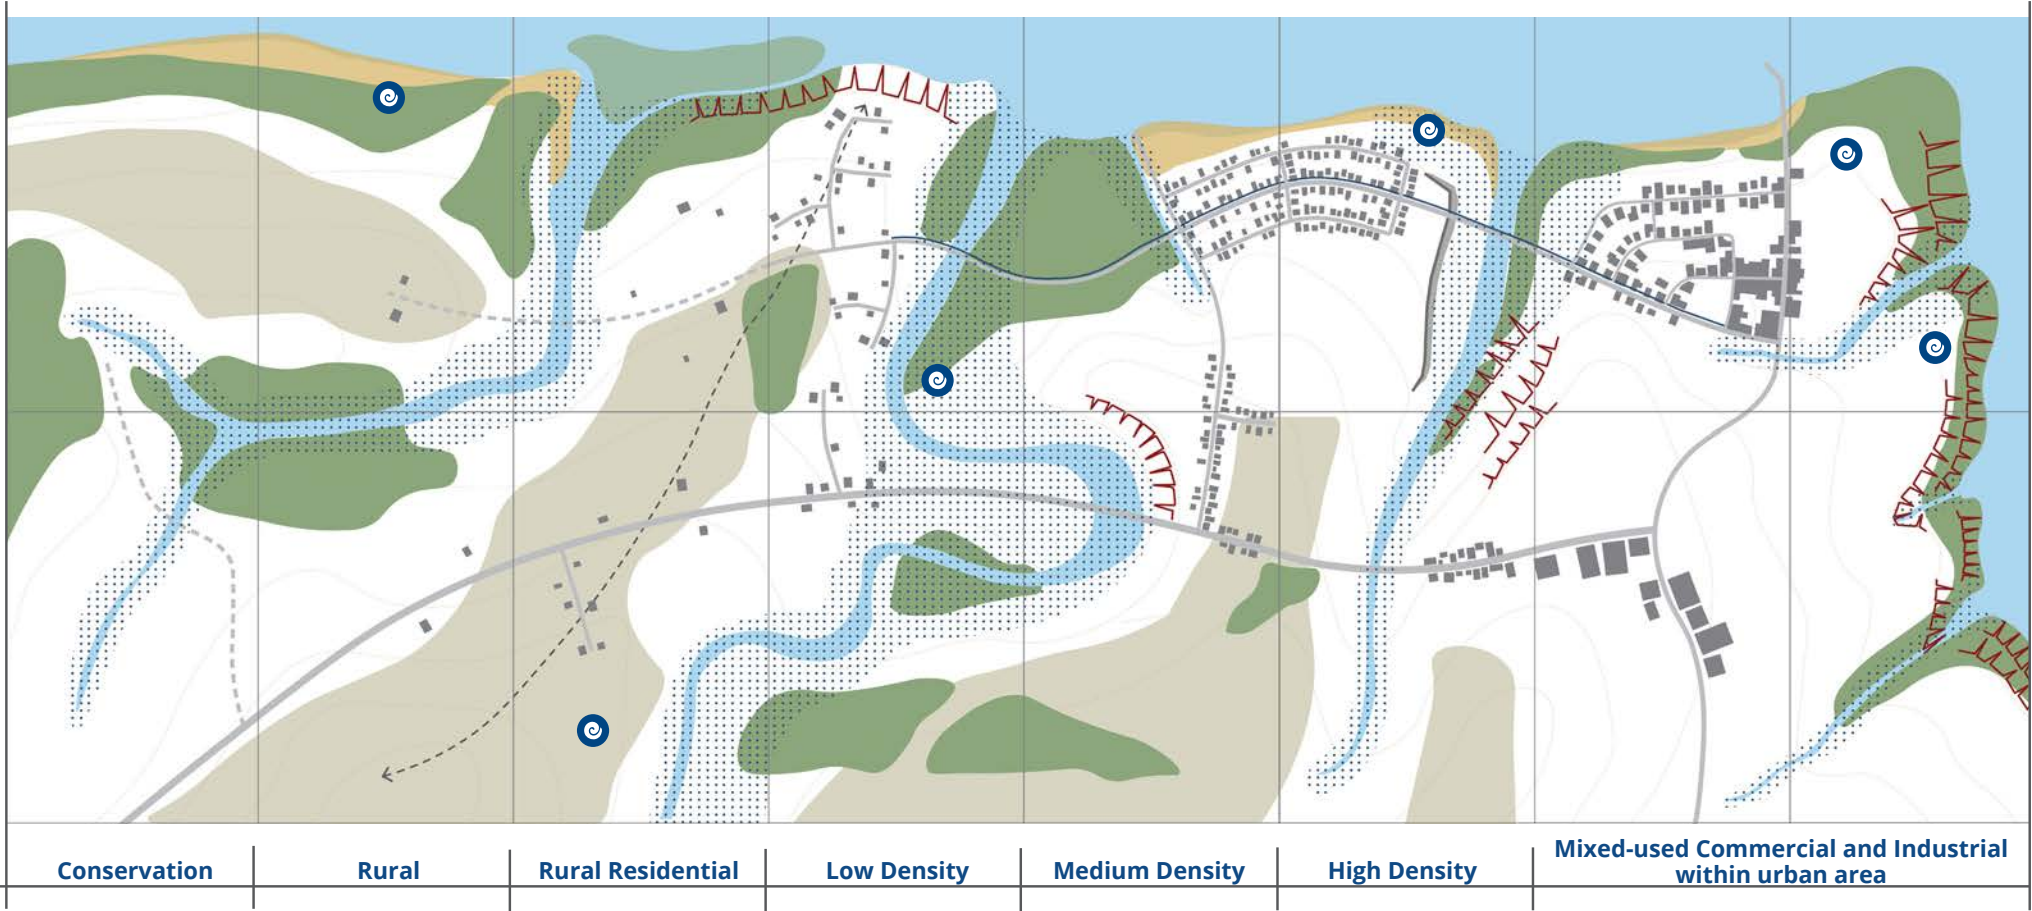 Conservation
Rural
Rural Residential
Low Density
Medium Density
High Density
Mixed-used Commercial and Industrial
within urban area